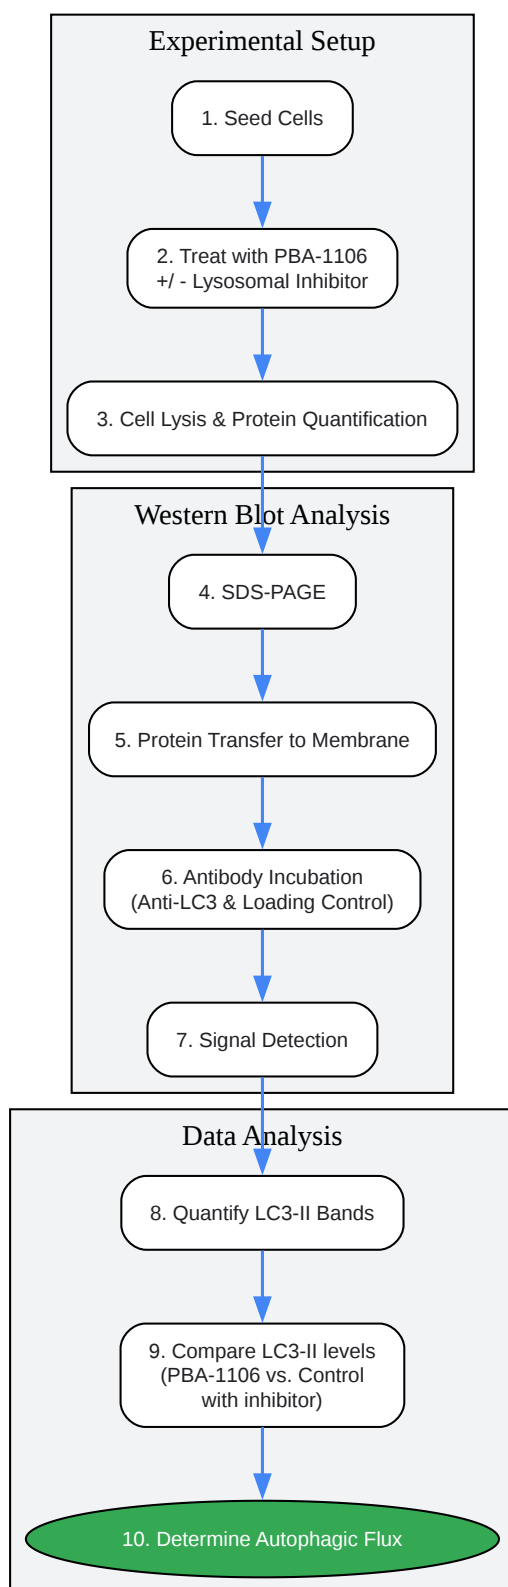 Experimental Setup
1. Seed Cells
2. Treat with PBA-1106
+/ - Lysosomal Inhibitor
3. Cell Lysis & Protein Quantification
Western Blot Analysis
4. SDS-PAGE
5. Protein Transfer to Membrane
6. Antibody Incubation
(Anti-LC3 & Loading Control)
7. Signal Detection
Data Analysis
8. Quantify LC3-II Bands
9. Compare LC3-II levels
(PBA-1106 vs. Control
with inhibitor)
10. Determine Autophagic Flux